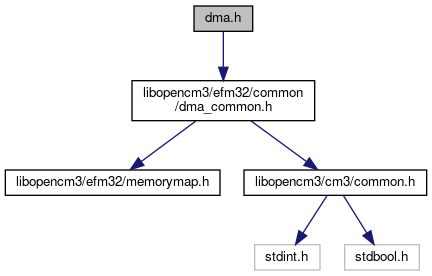 dma.h
libopencm3/efm32/common
/dma_common.h
libopencm3/efm32/memorymap.h
libopencm3/cm3/common.h
stdint.h
stdbool.h